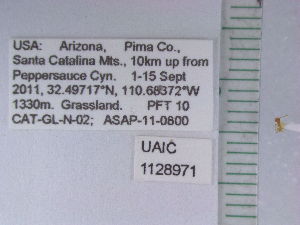 USA: Arizona, Pima Co.,
Santa Catalina Mts., 10km up from
Peppersauce Cyn. 1-15 Sept
2011, 32.49717°N, 110.68372°W
1330m. Grassland. PFT 10
CAT-GL-N-02; ASAP-11-0800
UAIC
1128971